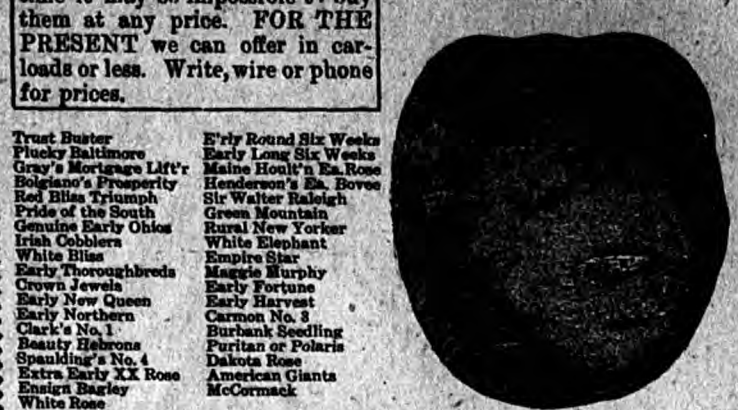 them at any price. FOR THE
PRESENT we can offer in car-
loads or less. Write, wire or phone
for prices.
Trust Buster
Plucky Baltimore
Gray's Mortgage Lift'r
Bolgiano's Prosperity
Red Bliss Triumph
Pride of the South
Genuine Early Ohios
Irish Cobblers
White Bliss
Early Thoroughbreds
Crown Jewels
Early New Queen
Early Northern
Clark's No. 1
Beauty Hebrons
Spaulding's No. 4
Extra Early XX Rose
Ensign Bagley
White Rose
E'rly Round Six Weeks
Early Long Six Weeks
Maine Hoult'n Ea. Rose
Henderson's Ea. Bovee
Sir Walter Raleigh
Green Mountain
Rural New Yorker
White Elephant
Empire Star
Maggie Murphy
Early Fortune
Early Harvest
Carmon No. 3
Burbank Seedling
Puritan or Polaris
Dakota Rose
American Giants
McCormack